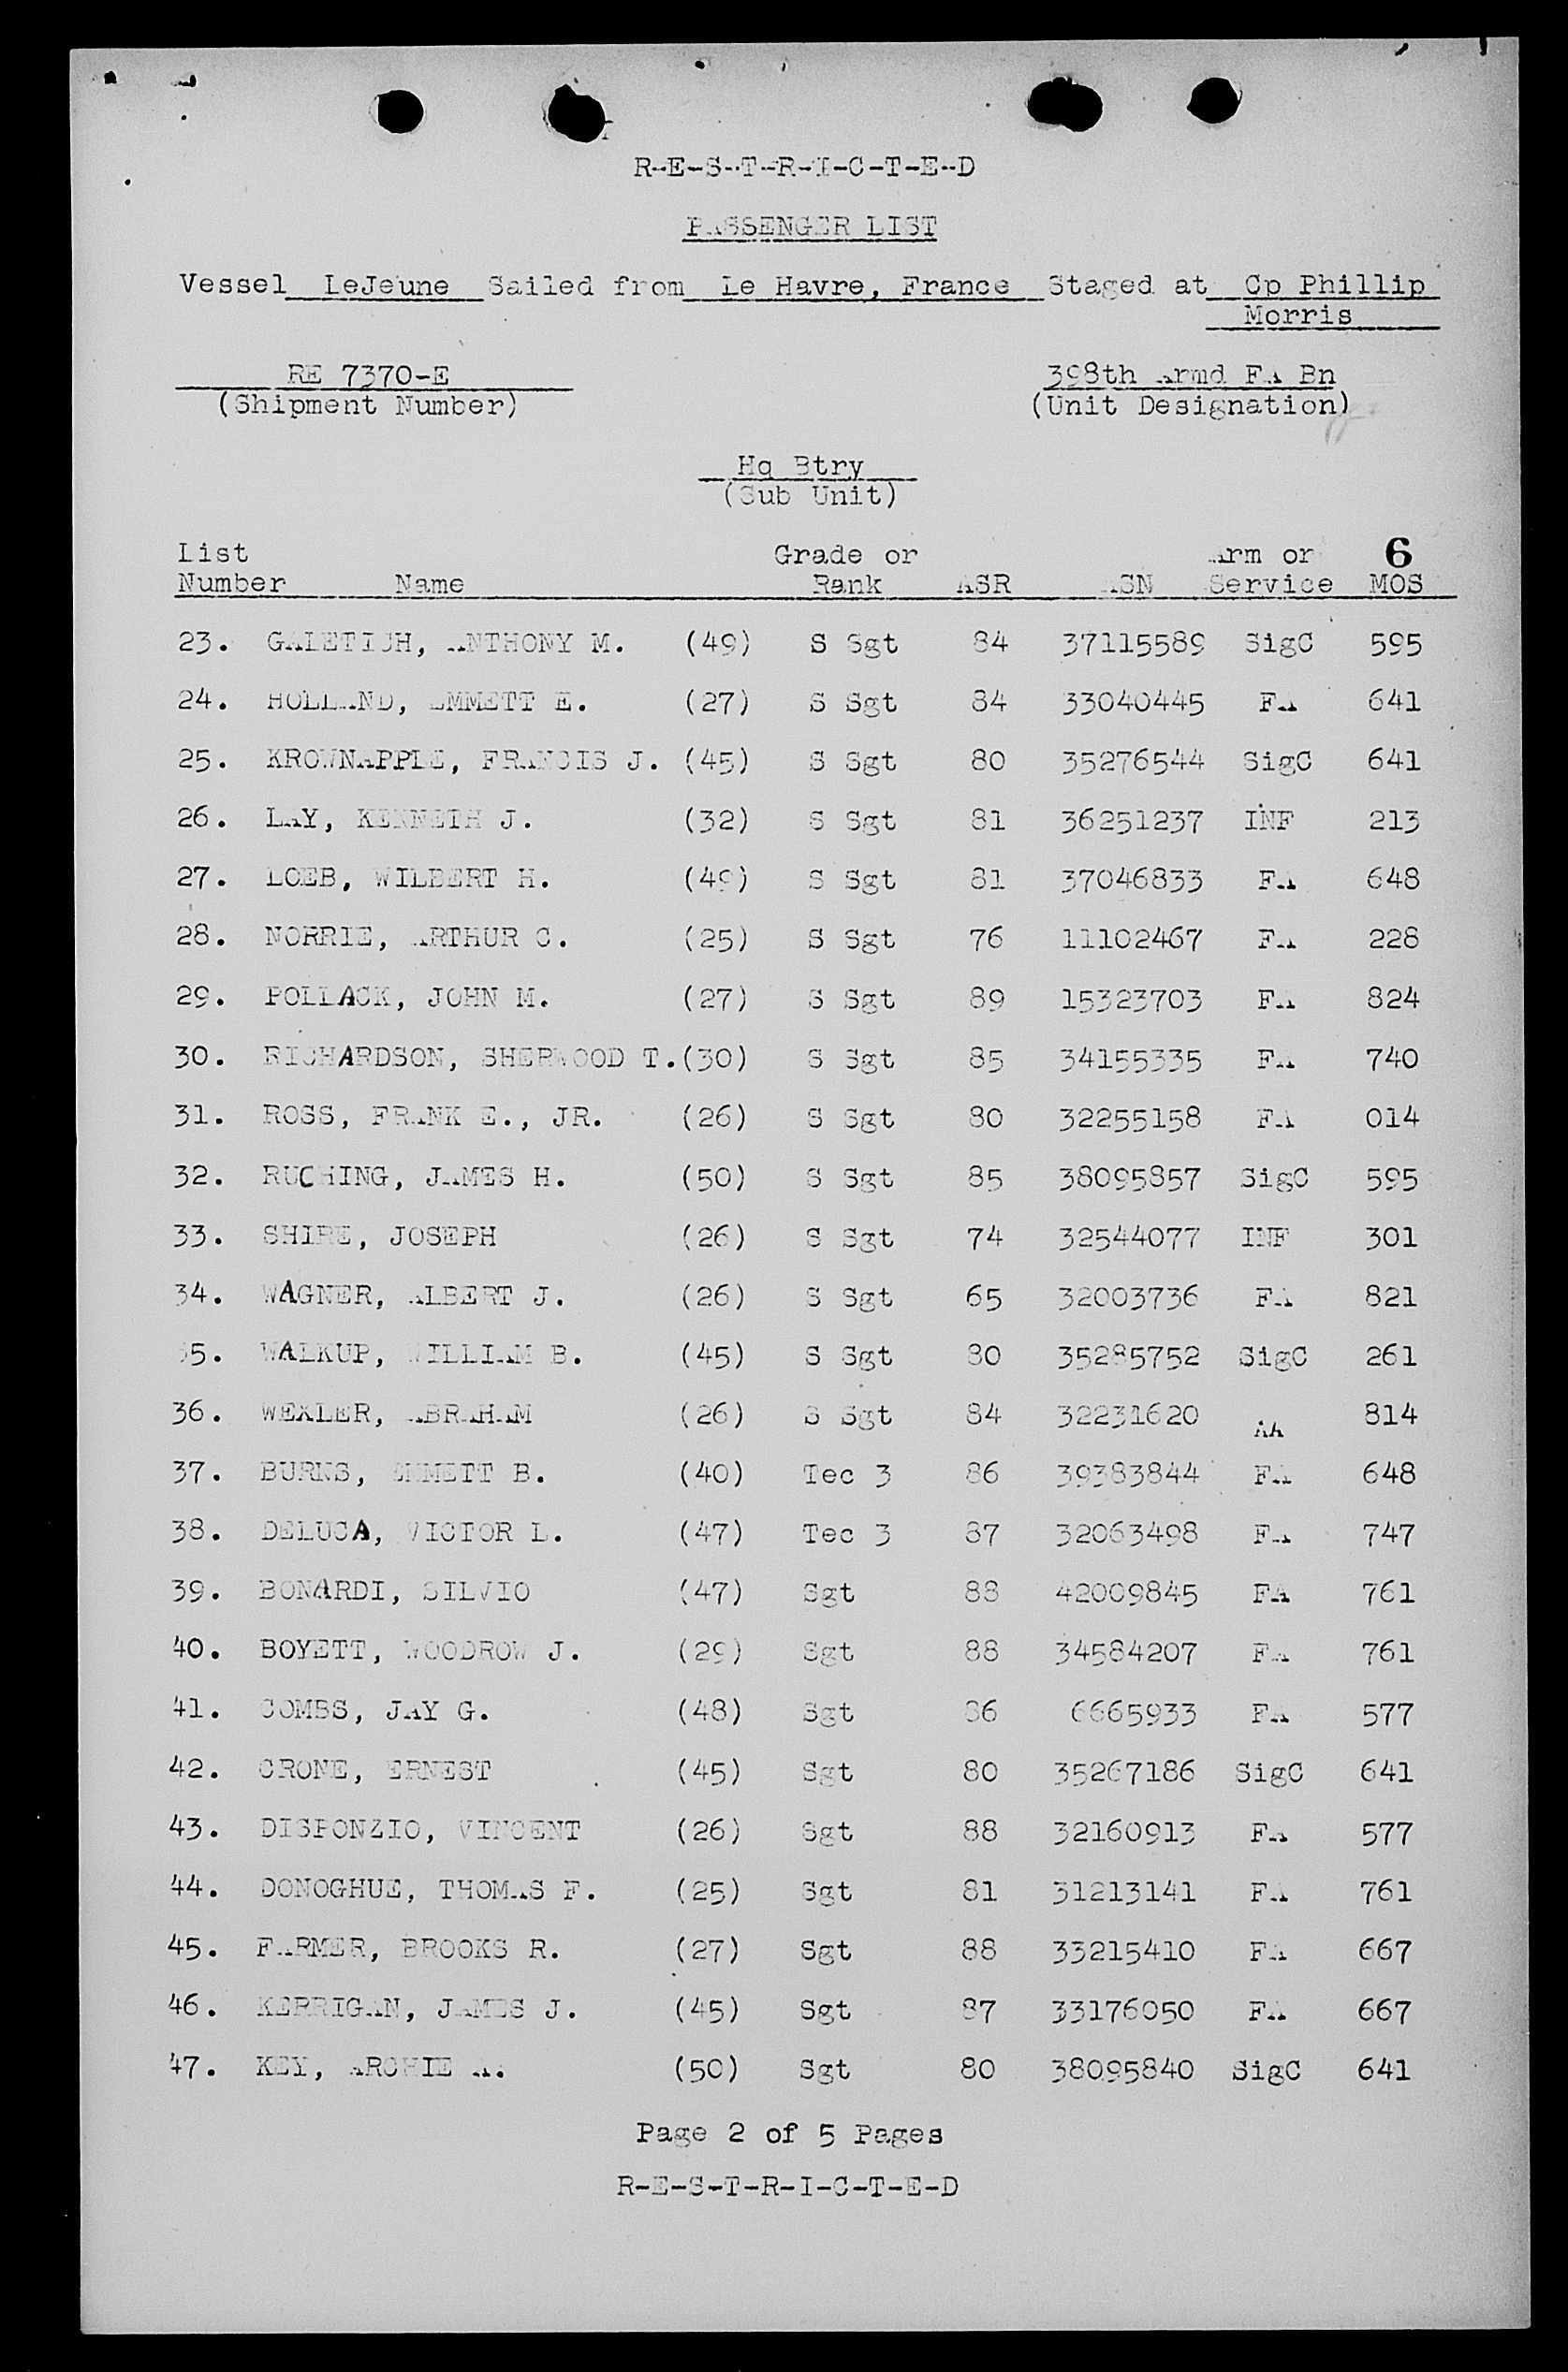 R-E-S-T-R-I-C-T-E-D
PASSENGER LIST
Vessel LeJeune Sailed from Le Havre, France Staged at Cp Phillip
Morris
RE 7370-E 398th Armd FA Bn
(Shipment Number) (Unit Designation)
Hq Btry
(Sub Unit)
List Grade or Arm or 6
Number Name Rank ASR ASN Service MOS
23. GALETICH, ANTHONY M. (49) S Sgt 84 37115589 SigC 595
24. HOLLAND, EMMETT E. (27) S Sgt 84 33040445 FA 641
25. KROWNAPPLE, FRANCIS J. (45) S Sgt 80 35276544 SigC 641
26. LAY, KENNETH J. (32) S Sgt 81 36251237 INF 213
27. LOEB, WILBERT H. (49) S Sgt 81 37046833 FA 648
28. NORRIE, ARTHUR C. (25) S Sgt 76 11102467 FA 228
29. POLLACK, JOHN M. (27) S Sgt 89 15323703 FA 824
30. RICHARDSON, SHERWOOD T. (30) S Sgt 85 34155335 FA 740
31. ROSS, FRANK E., JR. (26) S Sgt 80 32255158 FA 014
32. RUCHING, JAMES H. (50) S Sgt 85 38095857 SigC 595
33. SHIRE, JOSEPH (26) S Sgt 74 32544077 INF 301
34. WAGNER, ALBERT J. (26) S Sgt 65 32003736 FA 821
35. WALKUP, WILLIAM B. (45) S Sgt 80 35285752 SigC 261
36. WEXLER, ABRAHAM (26) S Sgt 84 32231620 AA 814
37. BURNS, EMMETT B. (40) Tec 3 86 39383844 FA 648
38. DELUCA, VICTOR L. (47) Tec 3 87 32063498 FA 747
39. BONARDI, SILVIO (47) Sgt 88 42009845 FA 761
40. BOYETT, WOODROW J. (29) Sgt 88 34584207 FA 761
41. COMBS, JAY G. (48) Sgt 86 6665933 FA 577
42. CRONE, ERNEST (45) Sgt 80 35267186 SigC 641
43. DISPONZIO, VINCENT (26) Sgt 88 32160913 FA 577
44. DONOGHUE, THOMAS F. (25) Sgt 81 31213141 FA 761
45. FARMER, BROOKS R. (27) Sgt 88 33215410 FA 667
46. KERRIGAN, JAMES J. (45) Sgt 87 33176050 FA 667
47. KEY, ARCHIE A. (50) Sgt 80 38095840 SigC 641
Page 2 of 5 Pages
R-E-S-T-R-I-C-T-E-D